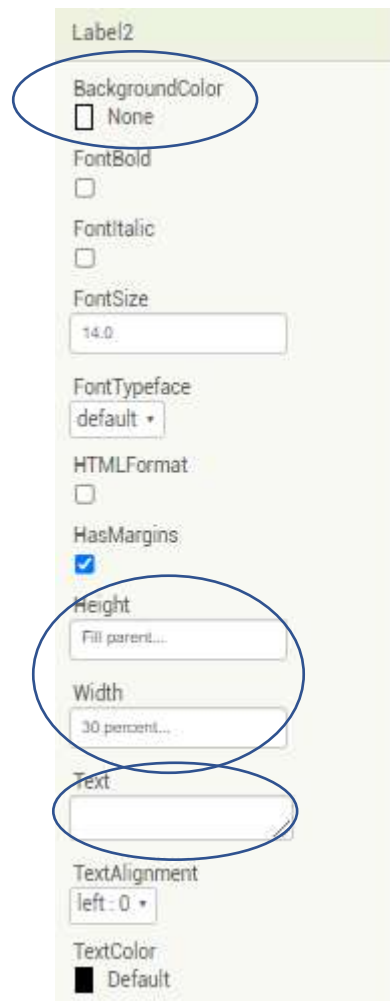 Label2
BackgroundColor
None
FontBold
FontItalic
FontSize
14.0
FontTypeface
default
HTMLFormat
HasMargins
Height
Fill parent...
Width
30 percent...
Text
TextAlignment
left : 0
TextColor
Default